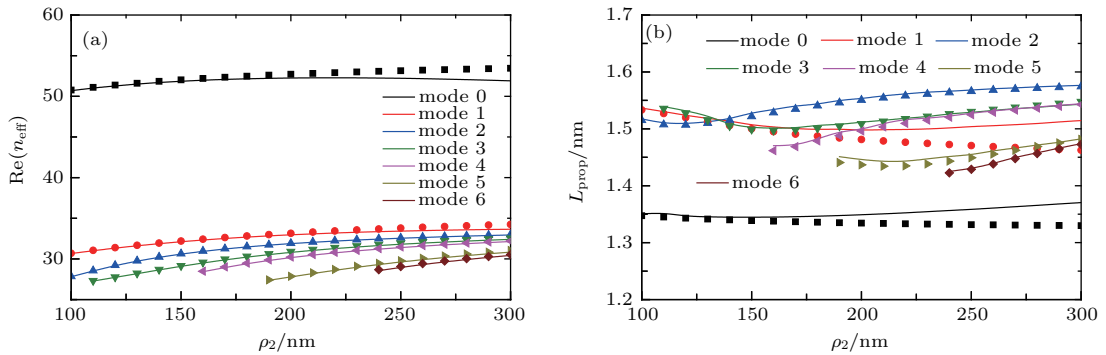 (a)
60
50
40
30
Re(n_eff)
mode 0
mode 1
mode 2
mode 3
mode 4
mode 5
mode 6
100 150 200 250 300
ρ2/nm
(b)
1.7
1.6
1.5
1.4
1.3
1.2
L_prop/nm
mode 0 mode 1 mode 2
mode 3 mode 4 mode 5
mode 6
100 150 200 250 300
ρ2/nm